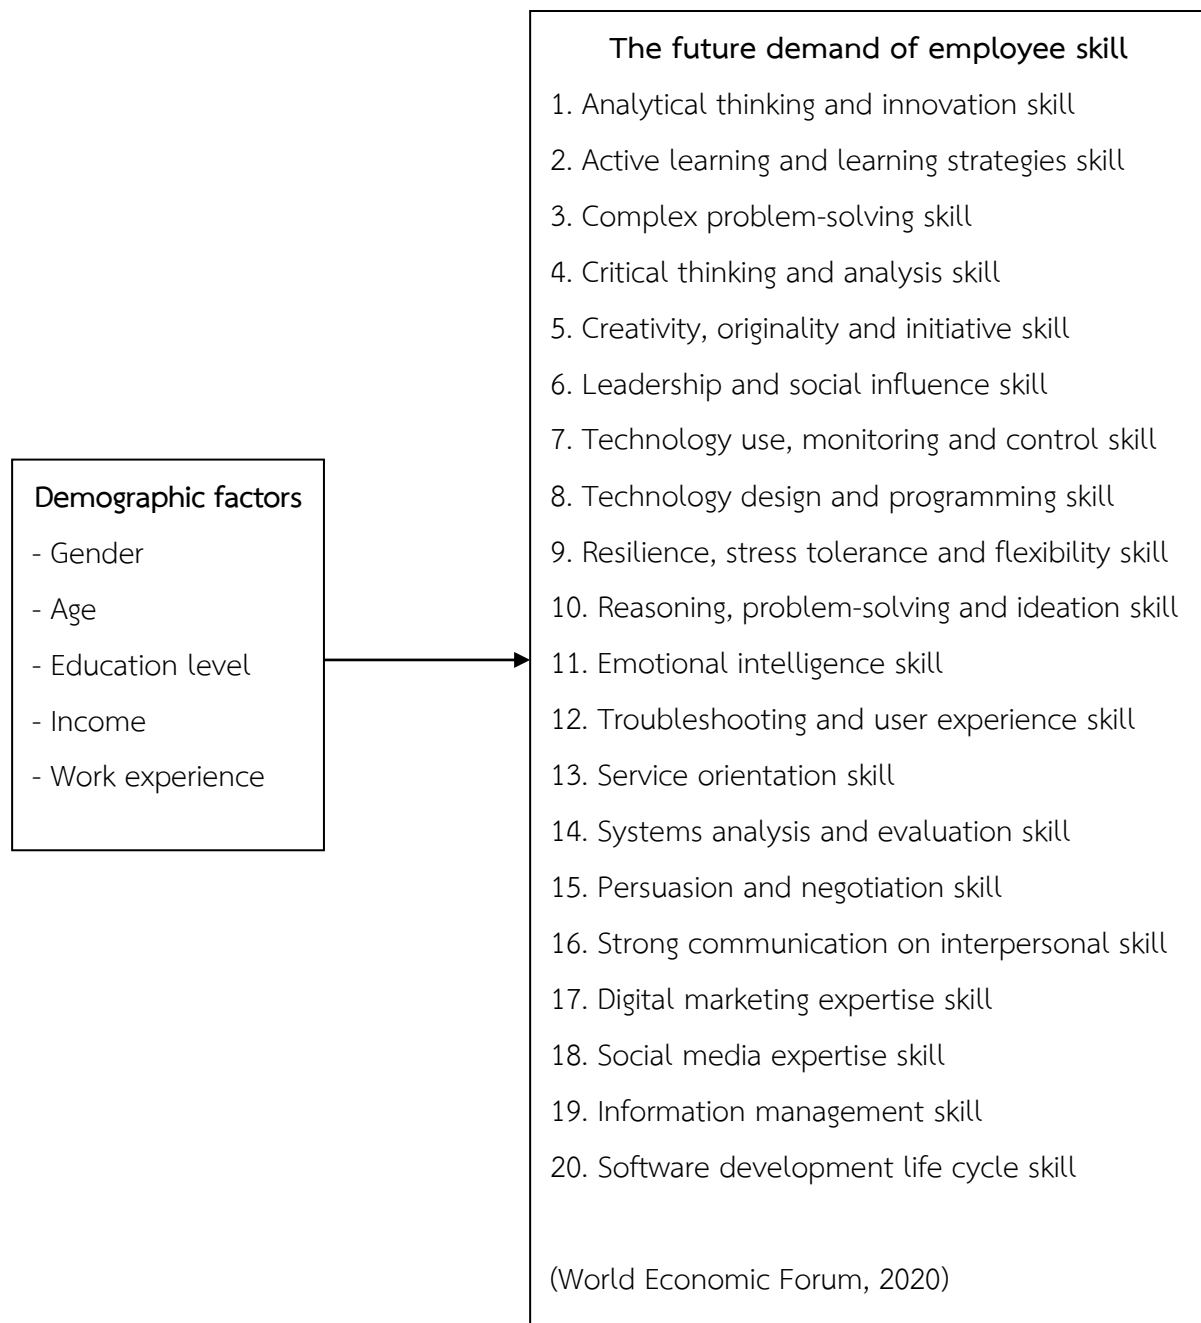 Demographic factors
- Gender
- Age
- Education level
- Income
- Work experience
The future demand of employee skill
1. Analytical thinking and innovation skill
2. Active learning and learning strategies skill
3. Complex problem-solving skill
4. Critical thinking and analysis skill
5. Creativity, originality and initiative skill
6. Leadership and social influence skill
7. Technology use, monitoring and control skill
8. Technology design and programming skill
9. Resilience, stress tolerance and flexibility skill
10. Reasoning, problem-solving and ideation skill
11. Emotional intelligence skill
12. Troubleshooting and user experience skill
13. Service orientation skill
14. Systems analysis and evaluation skill
15. Persuasion and negotiation skill
16. Strong communication on interpersonal skill
17. Digital marketing expertise skill
18. Social media expertise skill
19. Information management skill
20. Software development life cycle skill
(World Economic Forum, 2020)